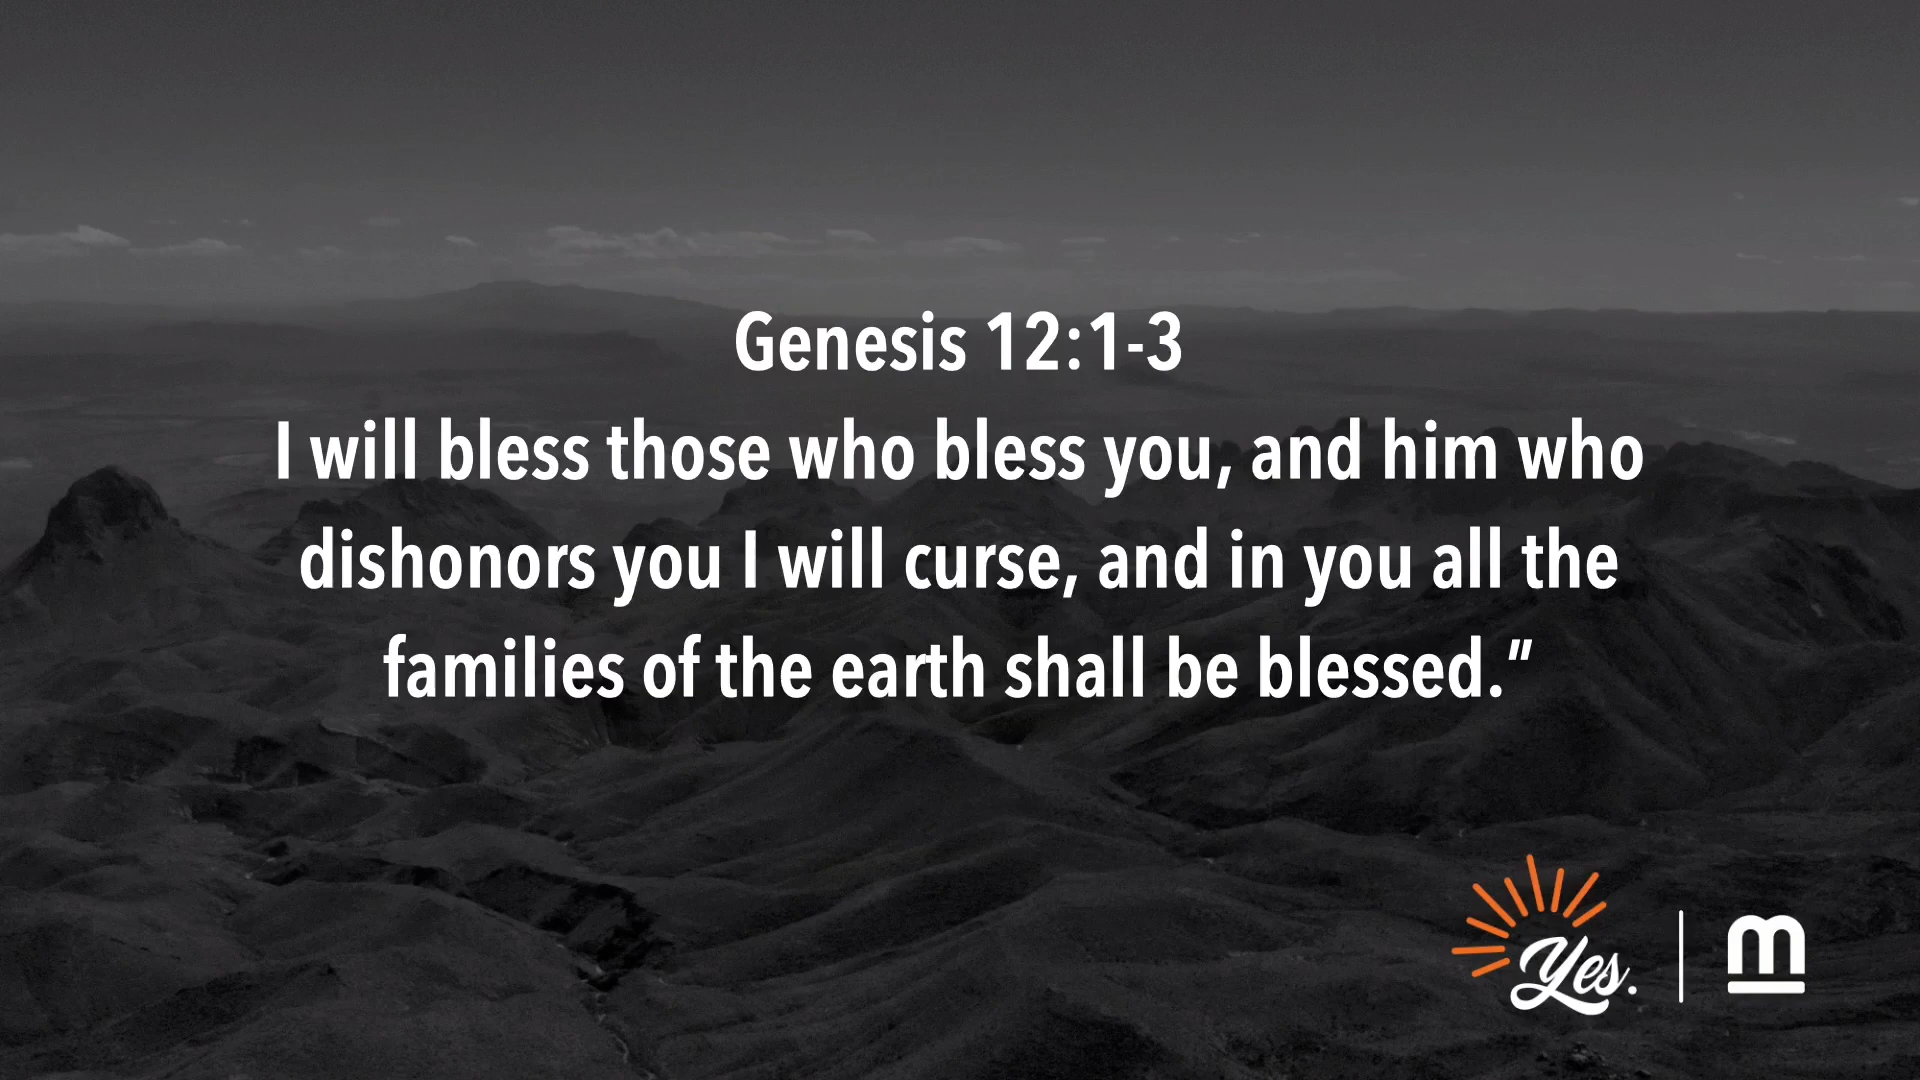 Genesis 12:1-3
I will bless those who bless you, and him who
dishonors you I will curse, and in you all the
families of the earth shall be blessed.”
Yes.
m